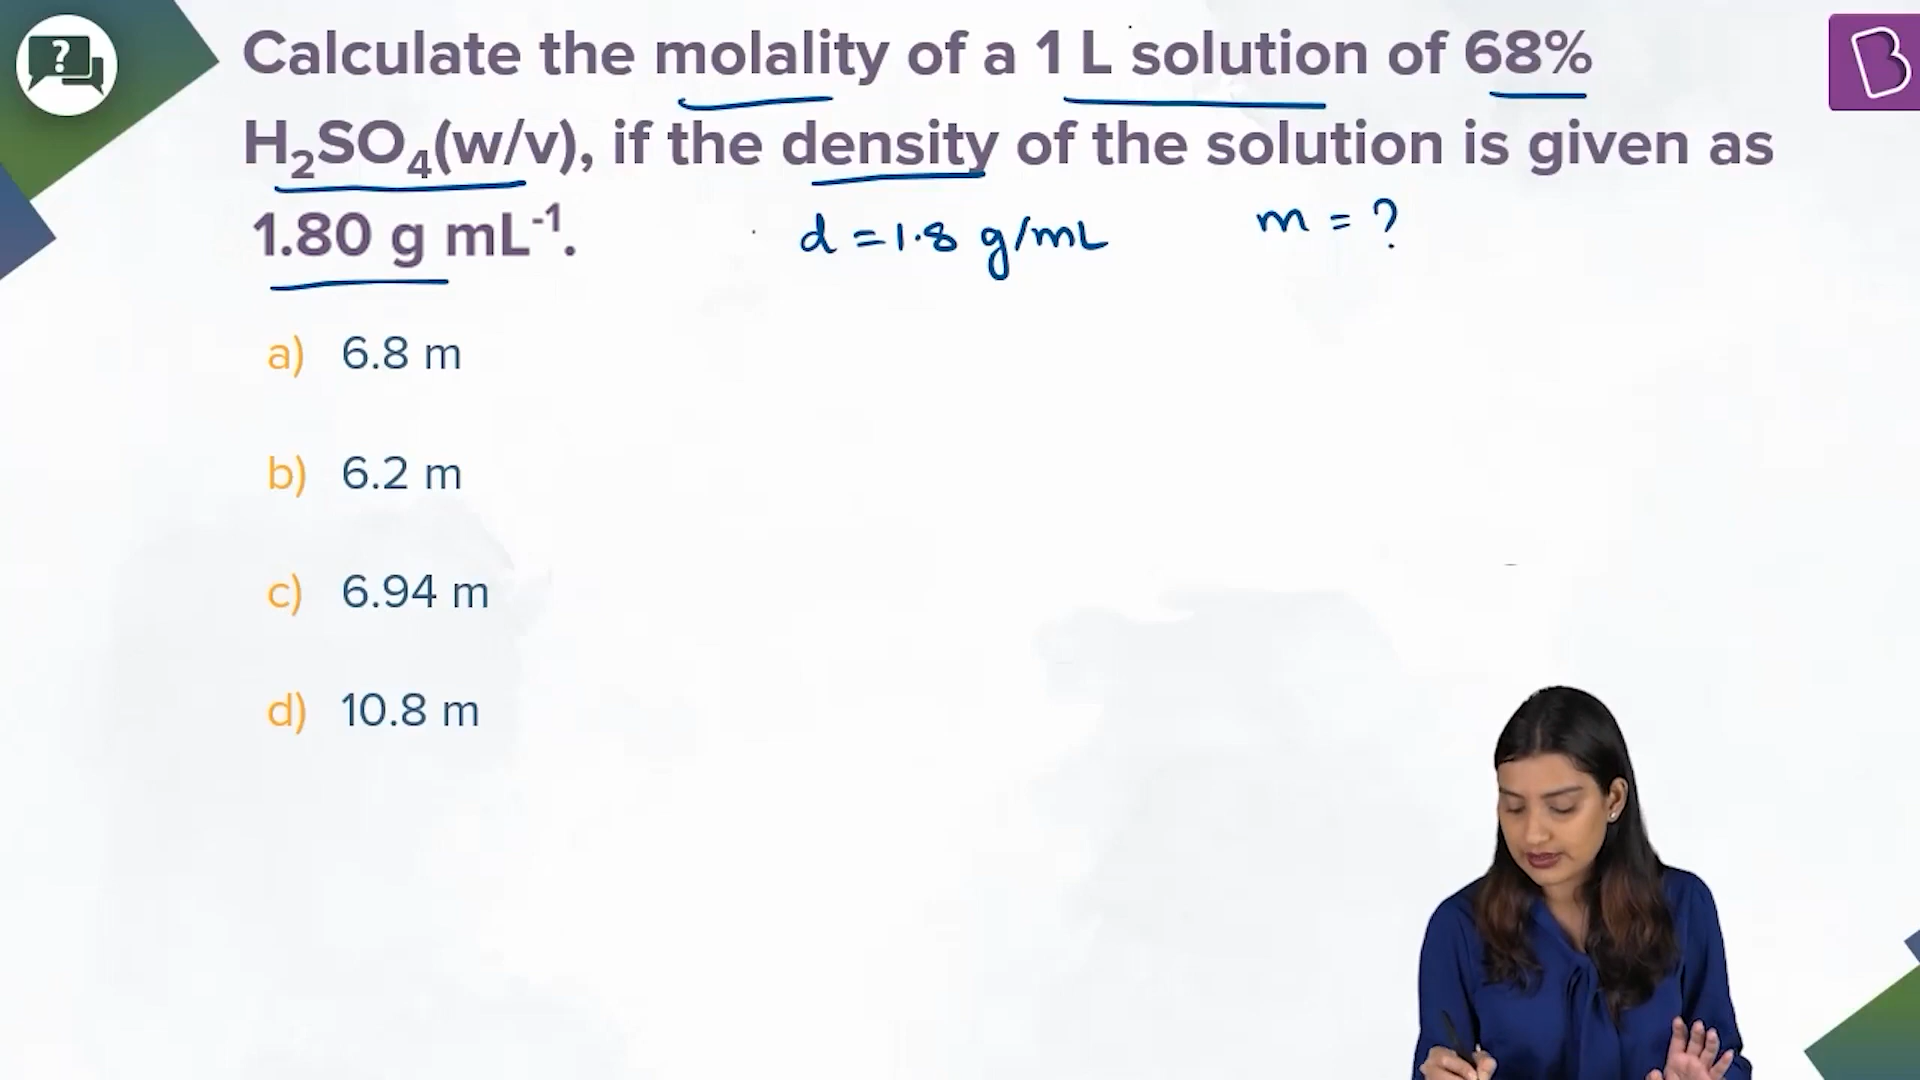 ?
Calculate the molality of a 1 L solution of 68%
H₂SO₄(w/v), if the density of the solution is given as
1.80 g mL⁻¹.
d = 1.8 g/mL
m = ?
a) 6.8 m
b) 6.2 m
c) 6.94 m
d) 10.8 m
B